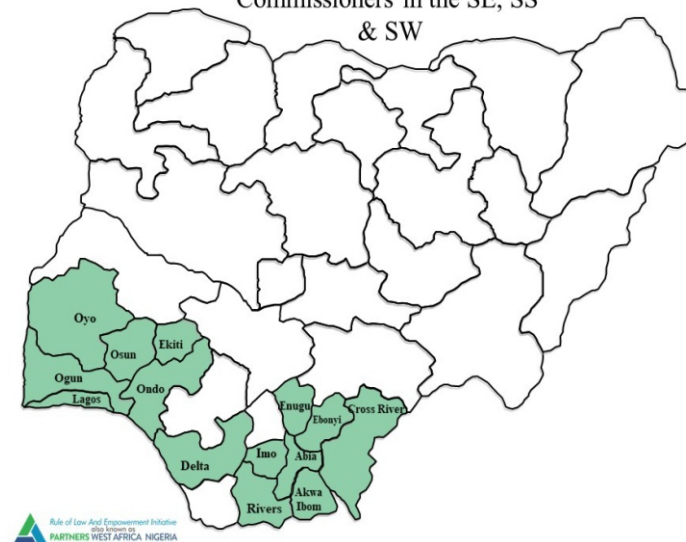 Commissioners in the SE, SS
& SW
Oyo
Osun
Ekiti
Ogun
Ondo
Lagos
Enugu
Ebonyi
Cross River
Delta
Imo
Abia
Rivers
Akwa
Ibom
Rule of Law And Empowerment Initiative
also known as
PARTNERS WEST AFRICA NIGERIA